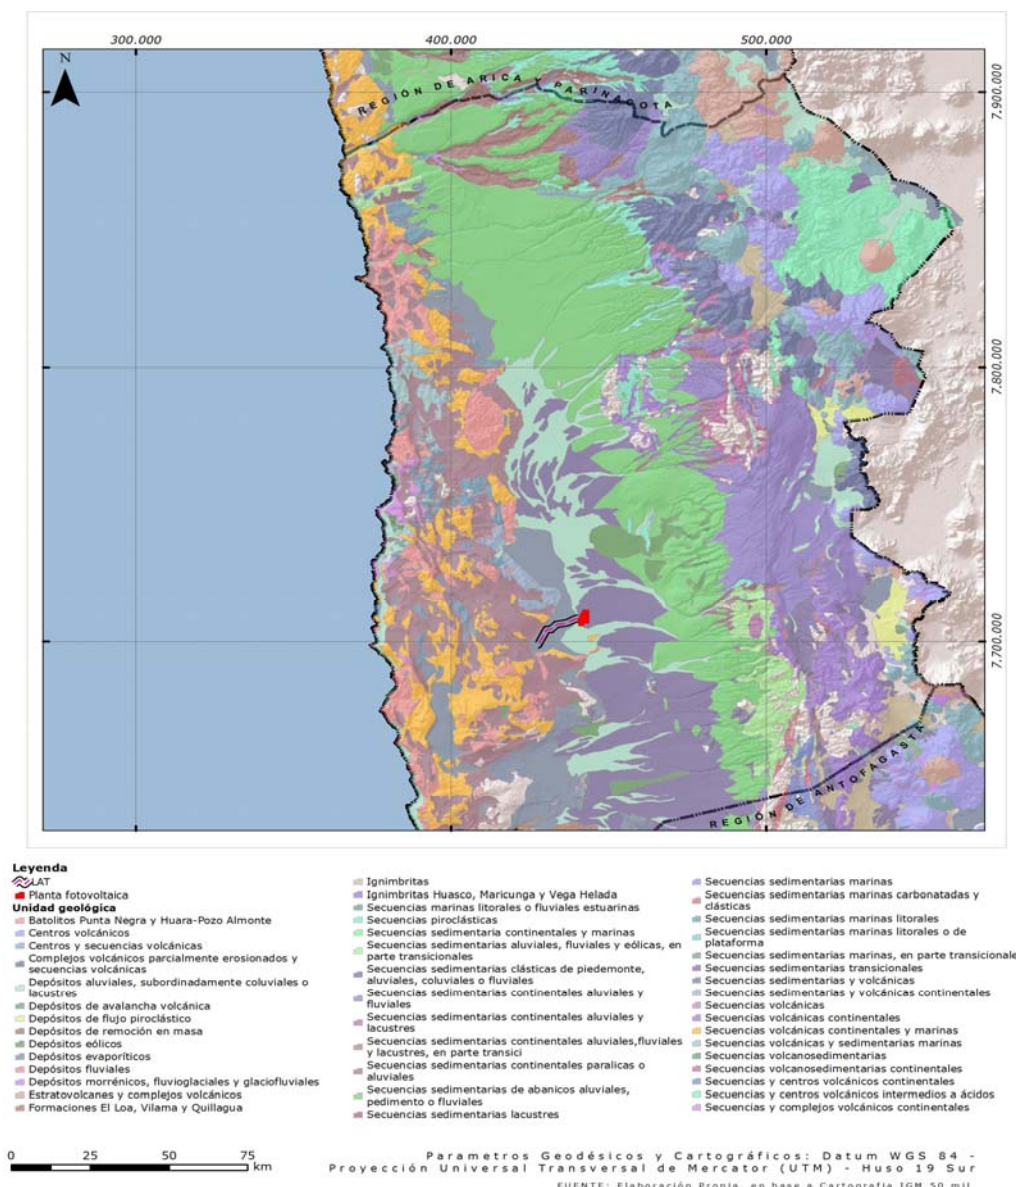 300.000
400.000
500.000
N
REGIÓN DE ARICA Y PARINACOTA
7.900.000
7.800.000
7.700.000
REGIÓN DE ANTOFAGASTA
Leyenda
LAT
Planta fotovoltaica
Unidad geológica
Batolitos Punta Negra y Huara-Pozo Almonte
Centros volcánicos
Centros y secuencias volcánicas
Complejos volcánicos parcialmente erosionados y
secuencias volcánicas
Depósitos aluviales, subordinadamente coluviales o
lacustres
Depósitos de avalancha volcánica
Depósitos de flujo piroclástico
Depósitos de remoción en masa
Depósitos eólicos
Depósitos evaporíticos
Depósitos fluviales
Depósitos morrénicos, fluvioglaciales y glaciofluviales
Estratovolcanes y complejos volcánicos
Formaciones El Loa, Vilama y Quillagua
Ignimbritas
Ignimbritas Huasco, Maricunga y Vega Helada
Secuencias marinas litorales o fluviales estuarinas
Secuencias piroclásticas
Secuencias sedimentaria continentales y marinas
Secuencias sedimentarias aluviales, fluviales y eólicas, en
parte transicionales
Secuencias sedimentarias clásticas de piedemonte,
aluviales, coluviales o fluviales
Secuencias sedimentarias continentales aluviales y
fluviales
Secuencias sedimentarias continentales aluviales y
lacustres
Secuencias sedimentarias continentales aluviales,fluviales
y lacustres, en parte transici
Secuencias sedimentarias continentales paralicas o
aluviales
Secuencias sedimentarias de abanicos aluviales,
pedimento o fluviales
Secuencias sedimentarias lacustres
Secuencias sedimentarias marinas
Secuencias sedimentarias marinas carbonatadas y
clásticas
Secuencias sedimentarias marinas litorales
Secuencias sedimentarias marinas litorales o de
plataforma
Secuencias sedimentarias marinas, en parte transicionale
Secuencias sedimentarias transicionales
Secuencias sedimentarias y volcánicas
Secuencias sedimentarias y volcánicas continentales
Secuencias volcánicas
Secuencias volcánicas continentales
Secuencias volcánicas continentales y marinas
Secuencias volcánicas y sedimentarias marinas
Secuencias volcanosedimentarias
Secuencias volcanosedimentarias continentales
Secuencias y centros volcánicos continentales
Secuencias y centros volcánicos intermedios a ácidos
Secuencias y complejos volcánicos continentales
0 25 50 75
km
Parametros Geodésicos y Cartográficos: Datum WGS 84 -
Proyección Universal Transversal de Mercator (UTM) - Huso 19 Sur
FUENTE: Elaboración Propia, en base a Cartografía IGM 50 mil